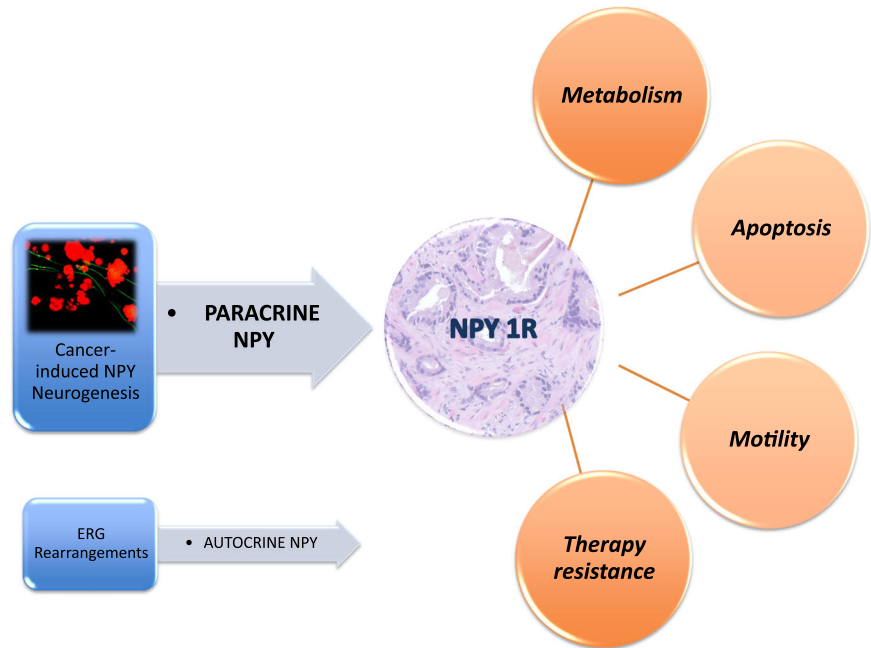 Metabolism
Apoptosis
Cancer-
induced NPY
Neurogenesis
• PARACRINE
NPY
NPY 1R
Motility
ERG
Rearrangements
• AUTOCRINE NPY
Therapy
resistance